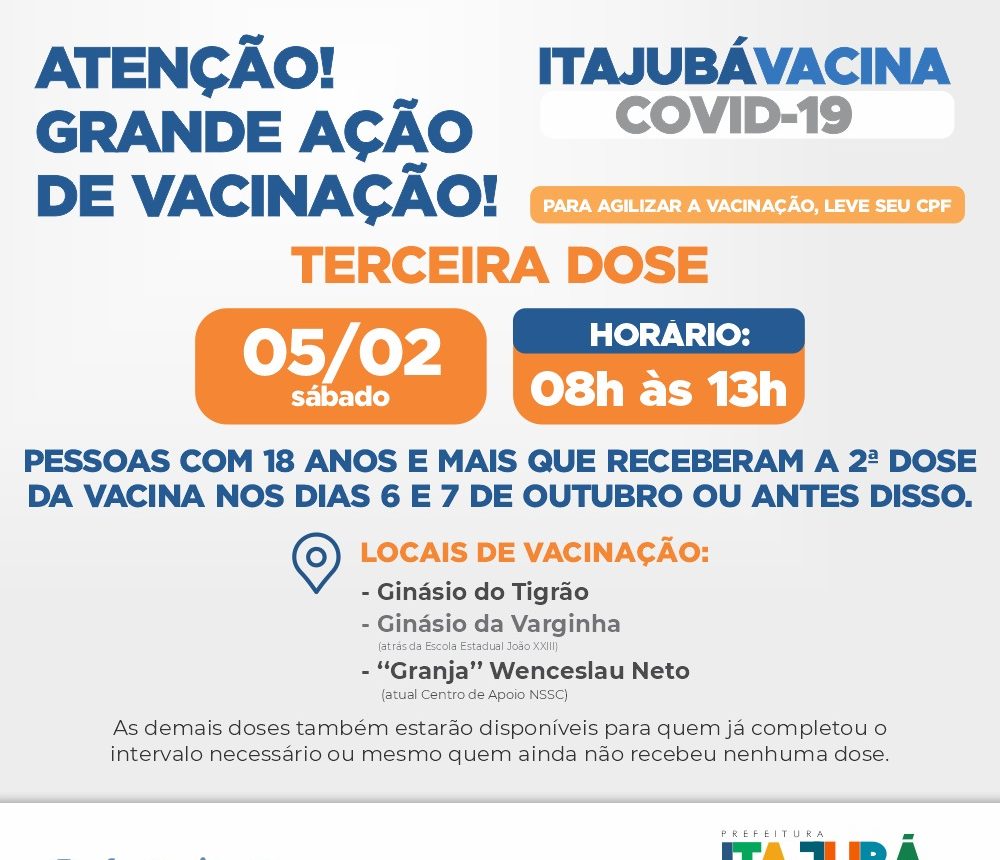 ATENÇÃO!
GRANDE AÇÃO
DE VACINAÇÃO!
ITAJUBÁVACINA
COVID-19
PARA AGILIZAR A VACINAÇÃO, LEVE SEU CPF
TERCEIRA DOSE
05/02
sábado
HORÁRIO:
08h às 13h
PESSOAS COM 18 ANOS E MAIS QUE RECEBERAM A 2ª DOSE
DA VACINA NOS DIAS 6 E 7 DE OUTUBRO OU ANTES DISSO.
LOCAIS DE VACINAÇÃO:
- Ginásio do Tigrão
- Ginásio da Varginha
(atrás da Escola Estadual João XXIII)
- “Granja” Wenceslau Neto
(atual Centro de Apoio NSSC)
As demais doses também estarão disponíveis para quem já completou o
intervalo necessário ou mesmo quem ainda não recebeu nenhuma dose.
PREFEITURA
ITAJUBÁ